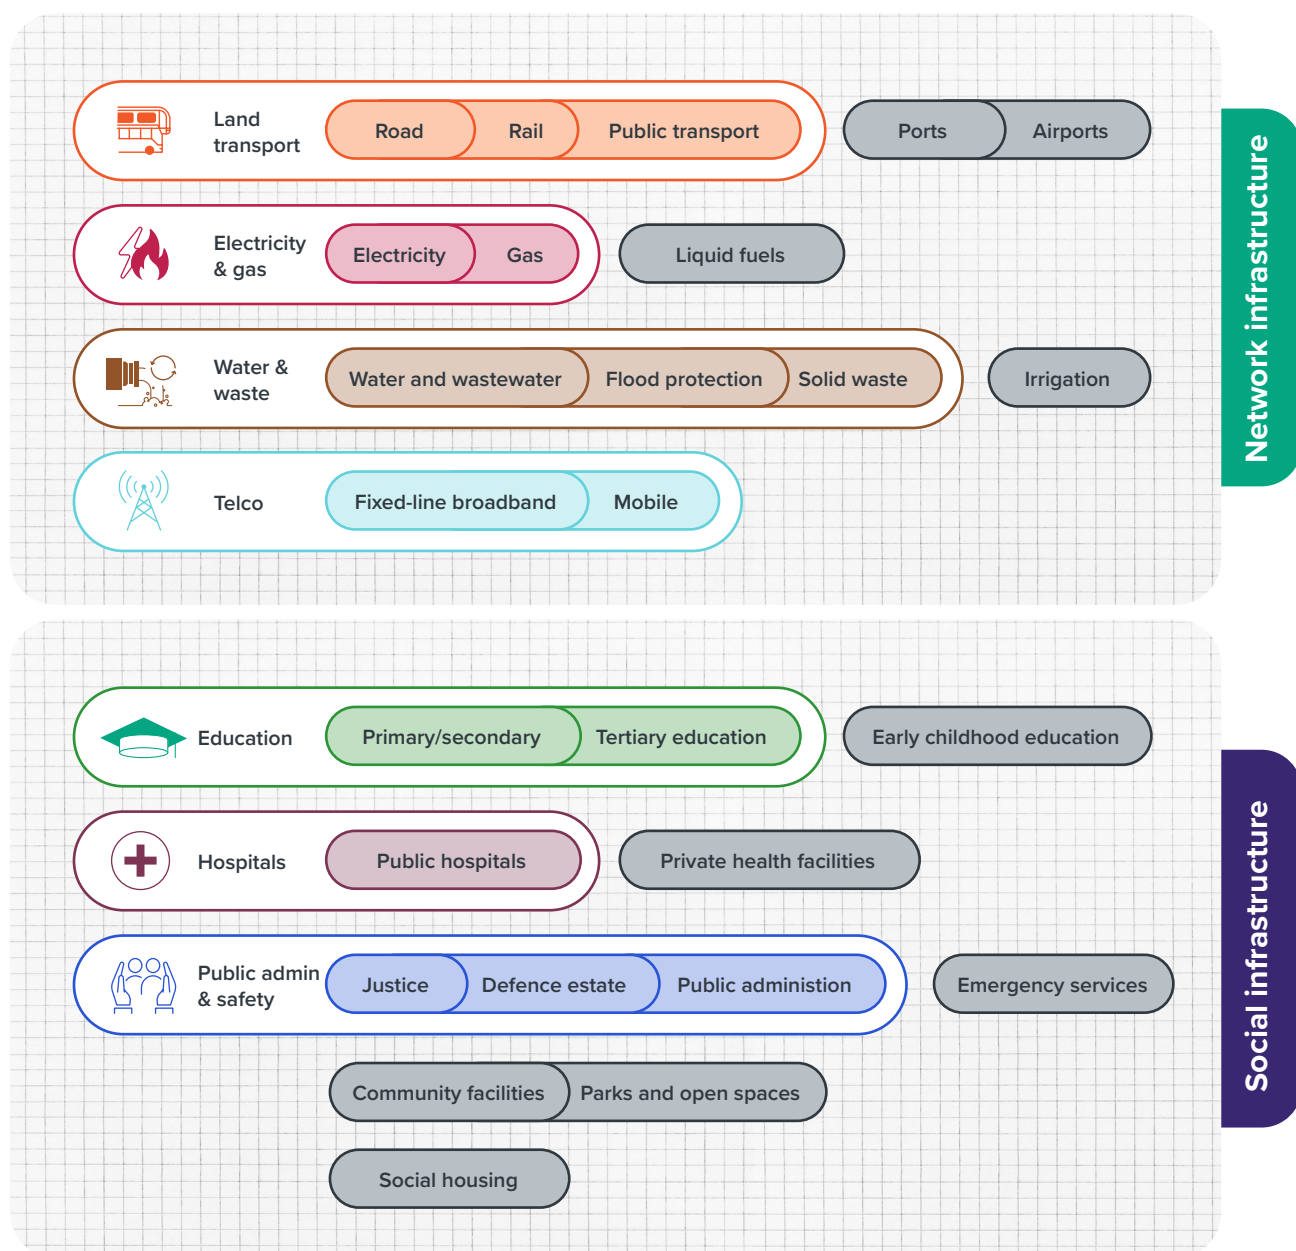 Land
transport
Road
Rail
Public transport
Ports
Airports
Electricity
& gas
Electricity
Gas
Liquid fuels
Water &
waste
Water and wastewater
Flood protection
Solid waste
Irrigation
Telco
Fixed-line broadband
Mobile
Network infrastructure
Education
Primary/secondary
Tertiary education
Early childhood education
Hospitals
Public hospitals
Private health facilities
Public admin
& safety
Justice
Defence estate
Public administion
Emergency services
Community facilities
Parks and open spaces
Social housing
Social infrastructure